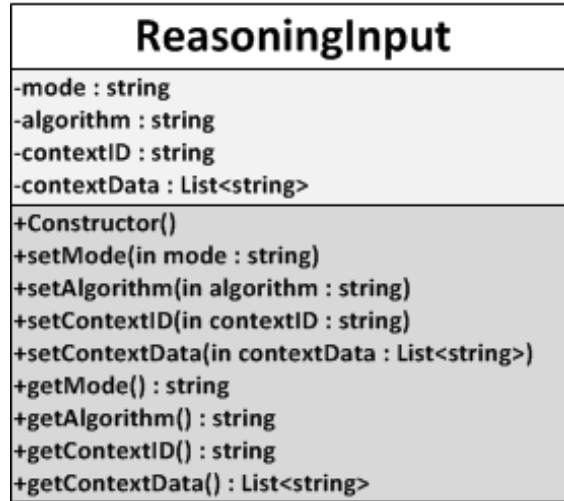 ReasoningInput
-mode : string
-algorithm : string
-contextID : string
-contextData : List<string>
+Constructor()
+setMode(in mode : string)
+setAlgorithm(in algorithm : string)
+setContextID(in contextID : string)
+setContextData(in contextData : List<string>)
+getMode() : string
+getAlgorithm() : string
+getContextID() : string
+getContextData() : List<string>